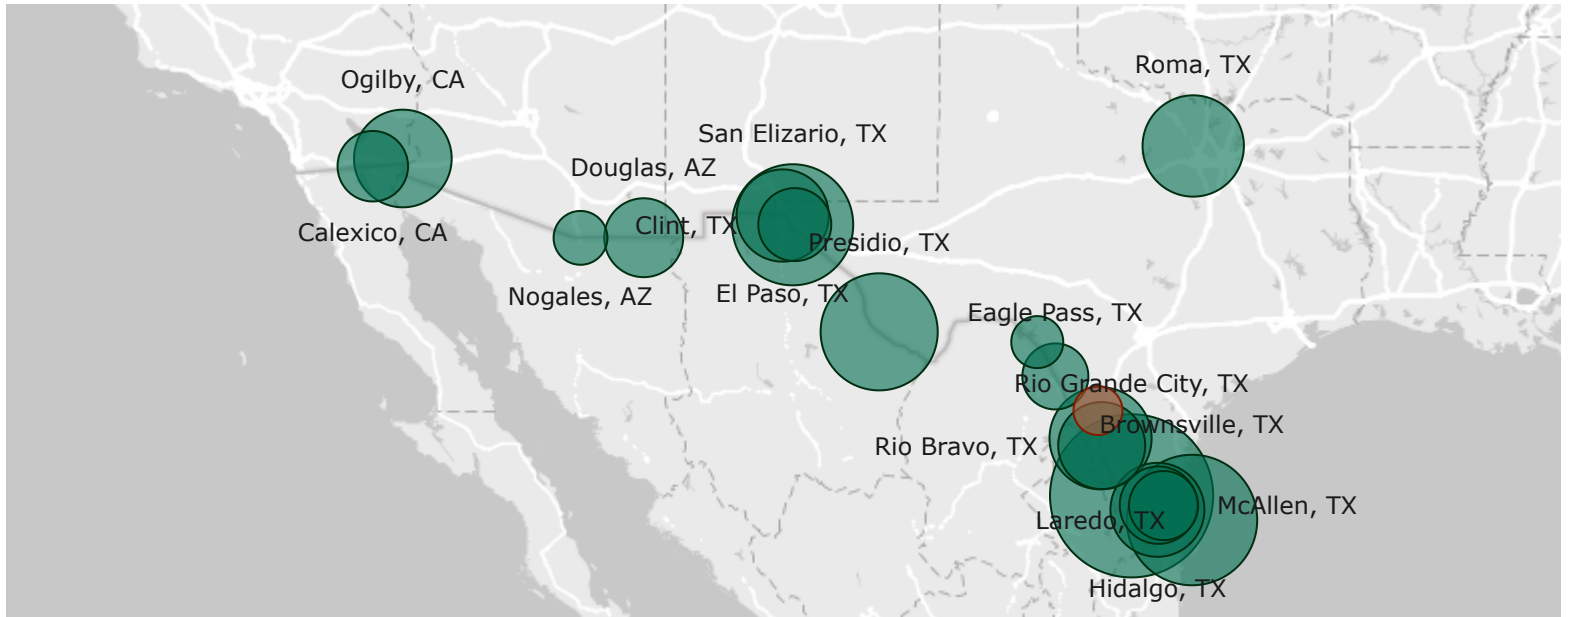 Roma, TX
Ogilby, CA
San Elizario, TX
Douglas, AZ
Clint, TX
Calexico, CA
Presidio, TX
El Paso, TX
Nogales, AZ
Eagle Pass, TX
Rio Grande City, TX
Brownsville, TX
Rio Bravo, TX
McAllen, TX
Laredo, TX
Hidalgo, TX